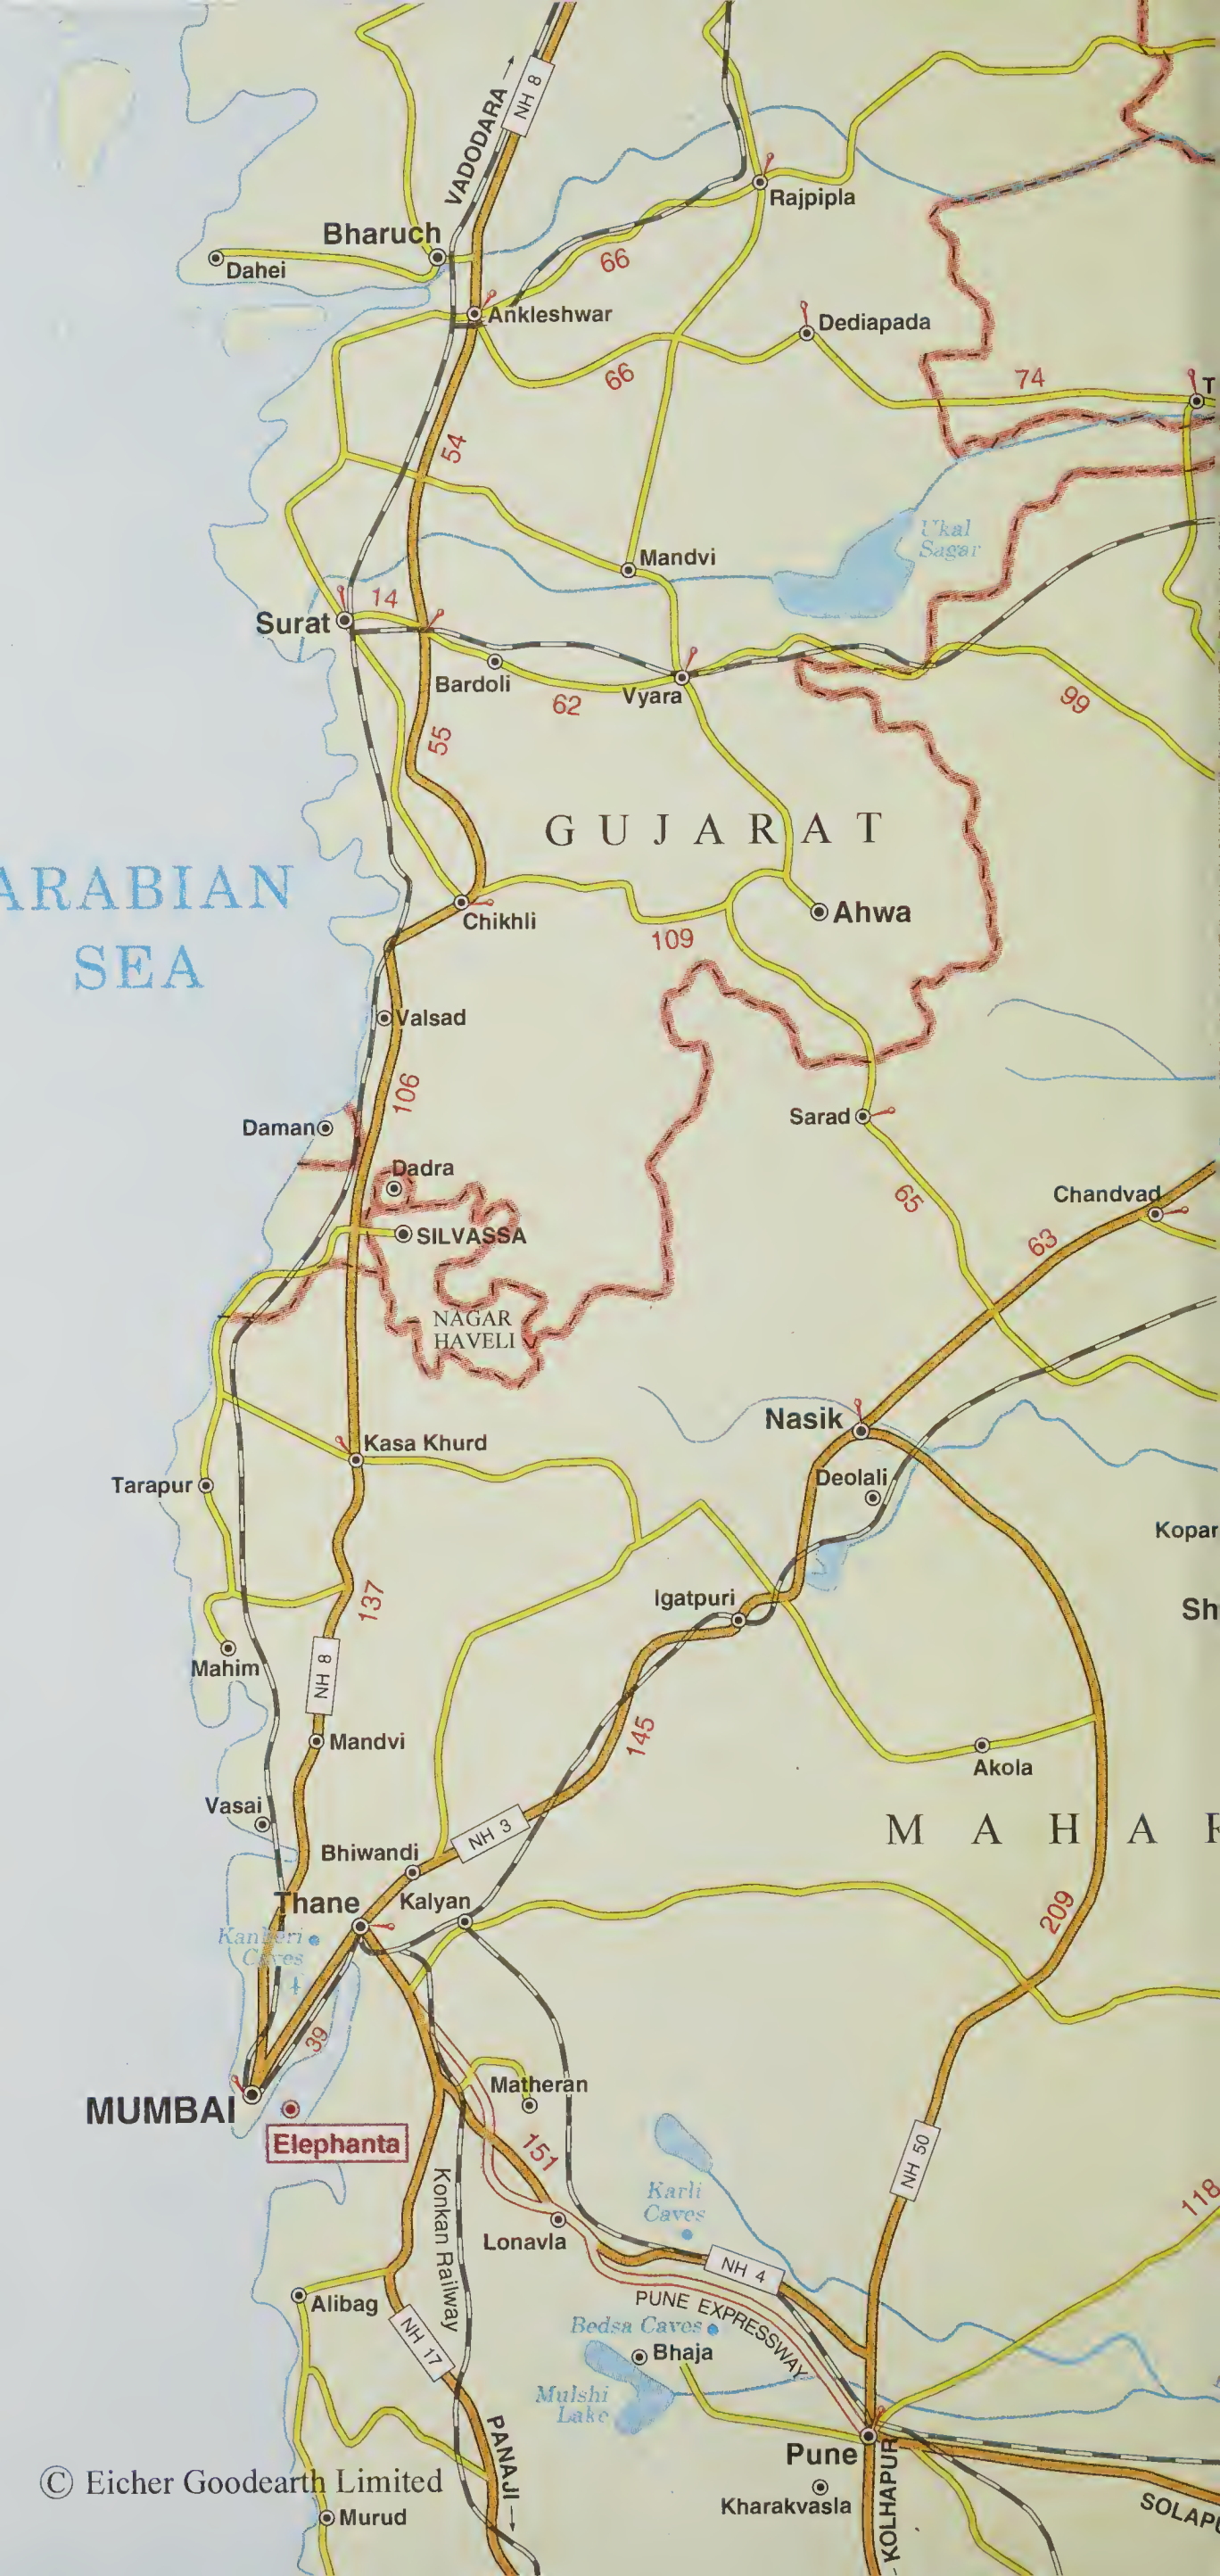 VADODARA
NH 8
Rajpipla
Bharuch
Dahei
66
Ankleshwar
Dediapada
66
74
T
54
Ukal
Sagar
Mandvi
14
Surat
Bardoli
62
Vyara
99
55
GUJARAT
ARABIAN
SEA
Ahwa
Chikhli
109
Valsad
106
Sarad
Daman
Dadra
65
Chandvad
SILVASSA
63
NAGAR
HAVELI
Nasik
Kasa Khurd
Deolali
Tarapur
Kopar
137
Igatpuri
Sh
Mahim
NH 8
145
Mandvi
Akola
Vasai
NH 3
MAHAR
Bhiwandi
Thane
Kalyan
209
Kanheri
Caves
39
Matheran
MUMBAI
Elephanta
151
NH 50
Konkan Railway
Karli
Caves
118
Lonavla
NH 4
Alibag
PUNE EXPRESSWAY
NH 17
Bedsa Caves
Bhaja
Mulshi
Lake
PANAJI
Pune
© Eicher Goodearth Limited
Kharakvasla
KOLHAPUR
SOLAPU
Murud